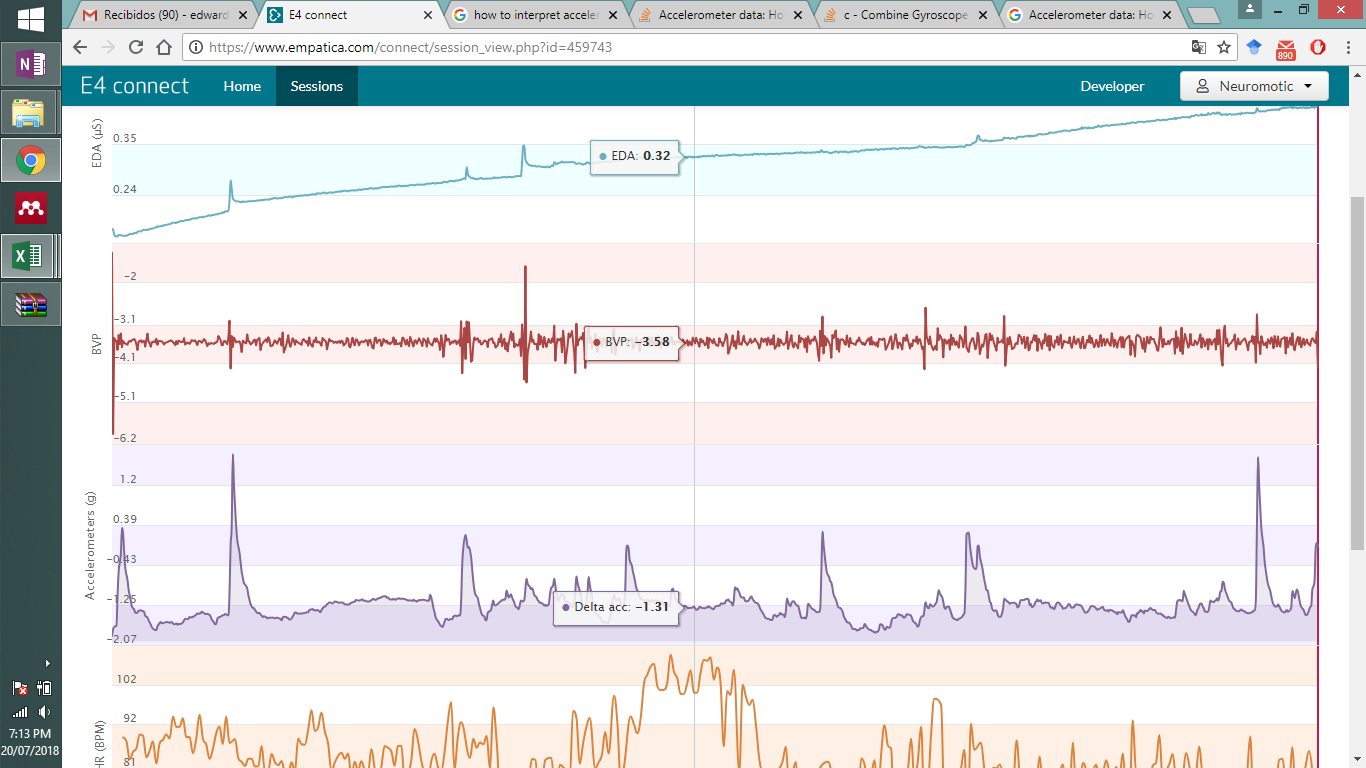 Recibidos (90) - edward
E4 connect
how to interpret acceler
Accelerometer data: Ho
c - Combine Gyroscope
Accelerometer data: Ho
https://www.empatica.com/connect/session_view.php?id=459743
890
E4 connect
Home
Sessions
Developer
Neuromotic
EDA (µS)
0.35
0.24
EDA: 0.32
BVP
−2
−3.1
−4.1
−5.1
−6.2
BVP: −3.58
Accelerometers (g)
1.2
0.39
−0.43
−1.25
−2.07
Delta acc: −1.31
HR (BPM)
102
92
81
7:13 PM
20/07/2018